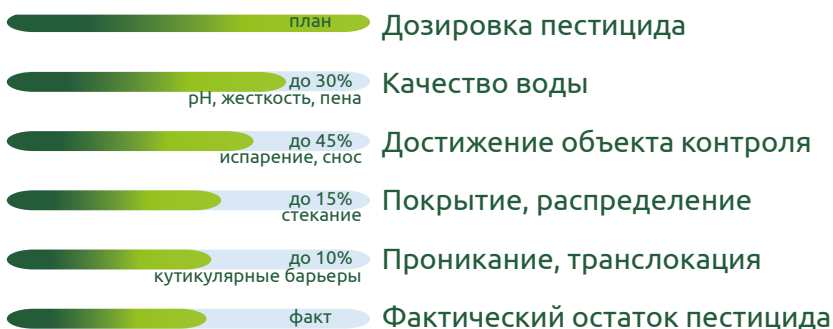 план Дозировка пестицида
до 30% Качество воды
pH, жесткость, пена
до 45% Достижение объекта контроля
испарение, снос
до 15% Покрытие, распределение
стекание
до 10% Проникание, транслокация
кутикулярные барьеры
факт Фактический остаток пестицида